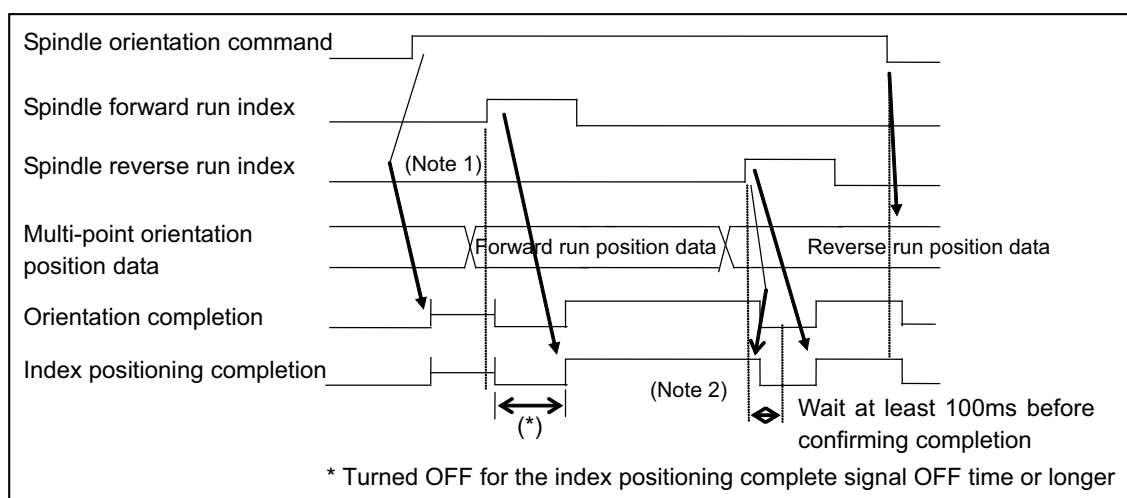 Spindle orientation command
Spindle forward run index
Spindle reverse run index
(Note 1)
Multi-point orientation
position data
Forward run position data
Reverse run position data
Orientation completion
Index positioning completion
(Note 2)
(*)
Wait at least 100ms before
confirming completion
* Turned OFF for the index positioning complete signal OFF time or longer